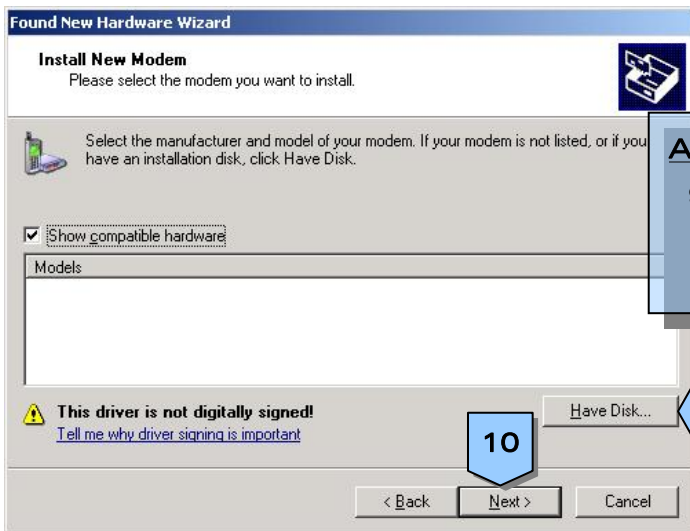 Found New Hardware Wizard
Install New Modem
Please select the modem you want to install.
Select the manufacturer and model of your modem. If your modem is not listed, or if you
have an installation disk, click Have Disk.
A
Show compatible hardware
Models
This driver is not digitally signed!
Tell me why driver signing is important
Have Disk...
10
< Back
Next >
Cancel